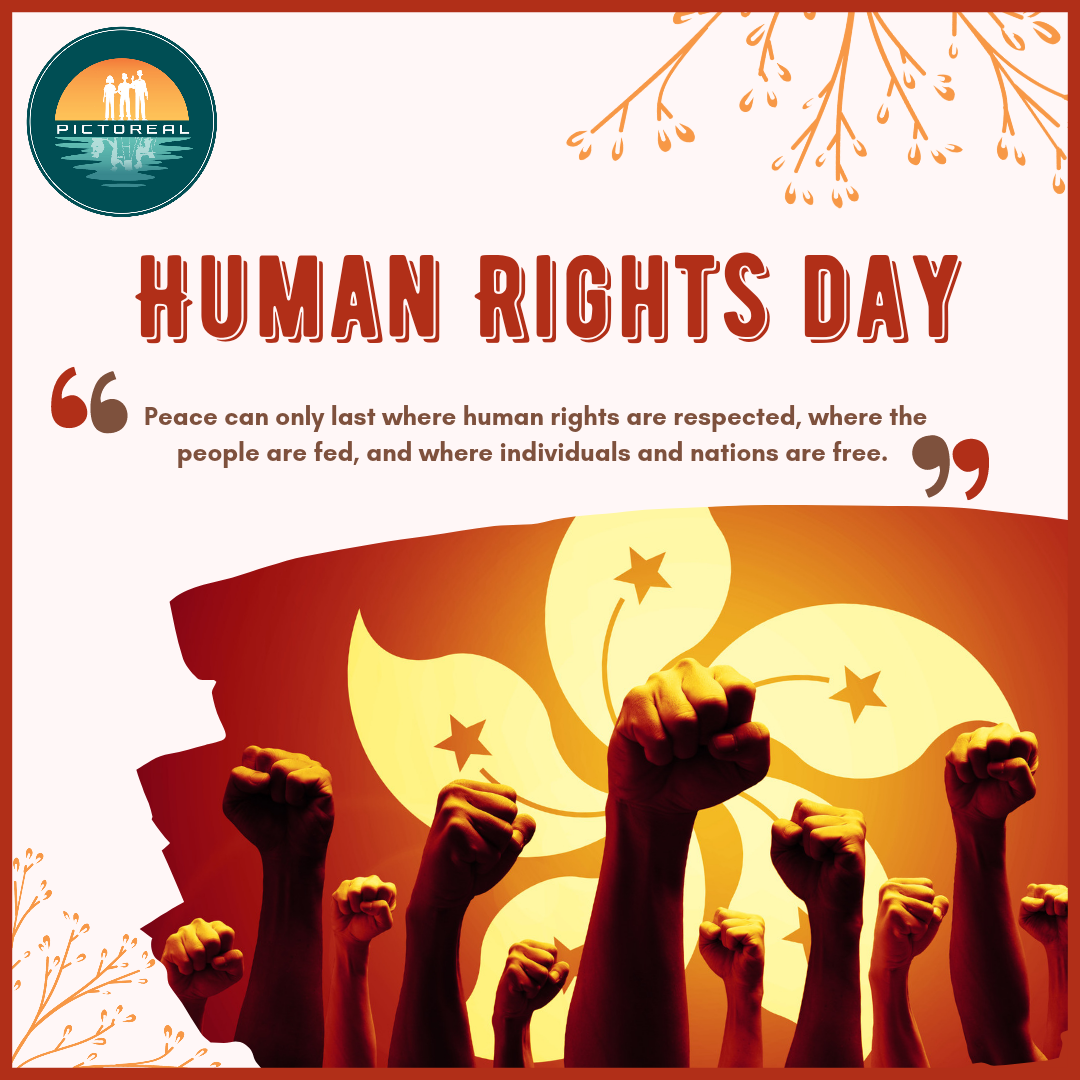 PICTOREAL
HUMAN RIGHTS DAY
Peace can only last where human rights are respected, where the
people are fed, and where individuals and nations are free.